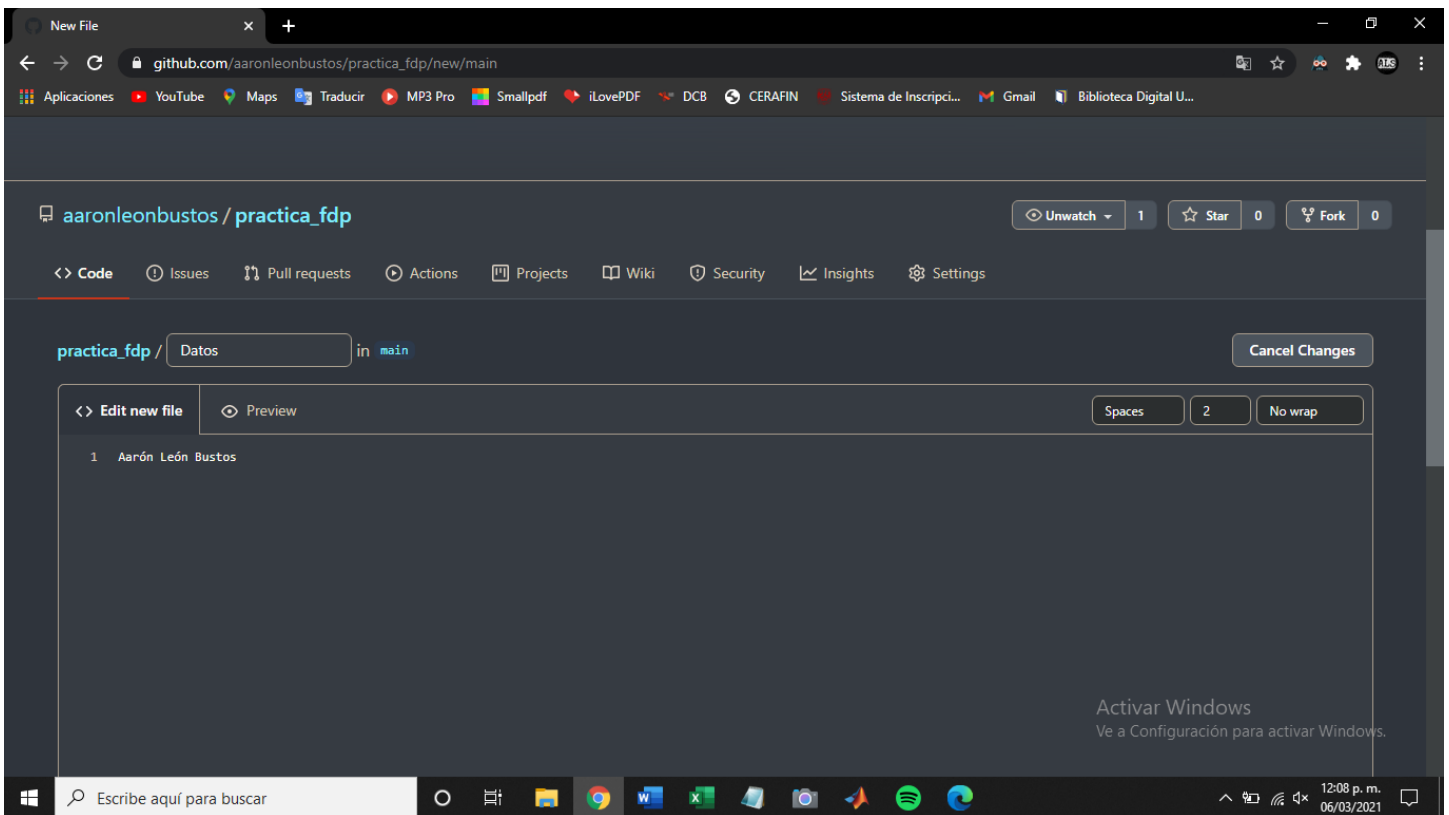 New File
github.com/aaronleonbustos/practica_fdp/new/main
Aplicaciones YouTube Maps Traducir MP3 Pro Smallpdf iLovePDF DCB CERAFIN Sistema de Inscripci... Gmail Biblioteca Digital U...
aaronleonbustos / practica_fdp Unwatch 1 Star 0 Fork 0
<> Code Issues Pull requests Actions Projects Wiki Security Insights Settings
practica_fdp / Datos in main Cancel Changes
<> Edit new file Preview Spaces 2 No wrap
1 Aarón León Bustos
Activar Windows
Ve a Configuración para activar Windows.
Escribe aquí para buscar
12:08 p. m.
06/03/2021